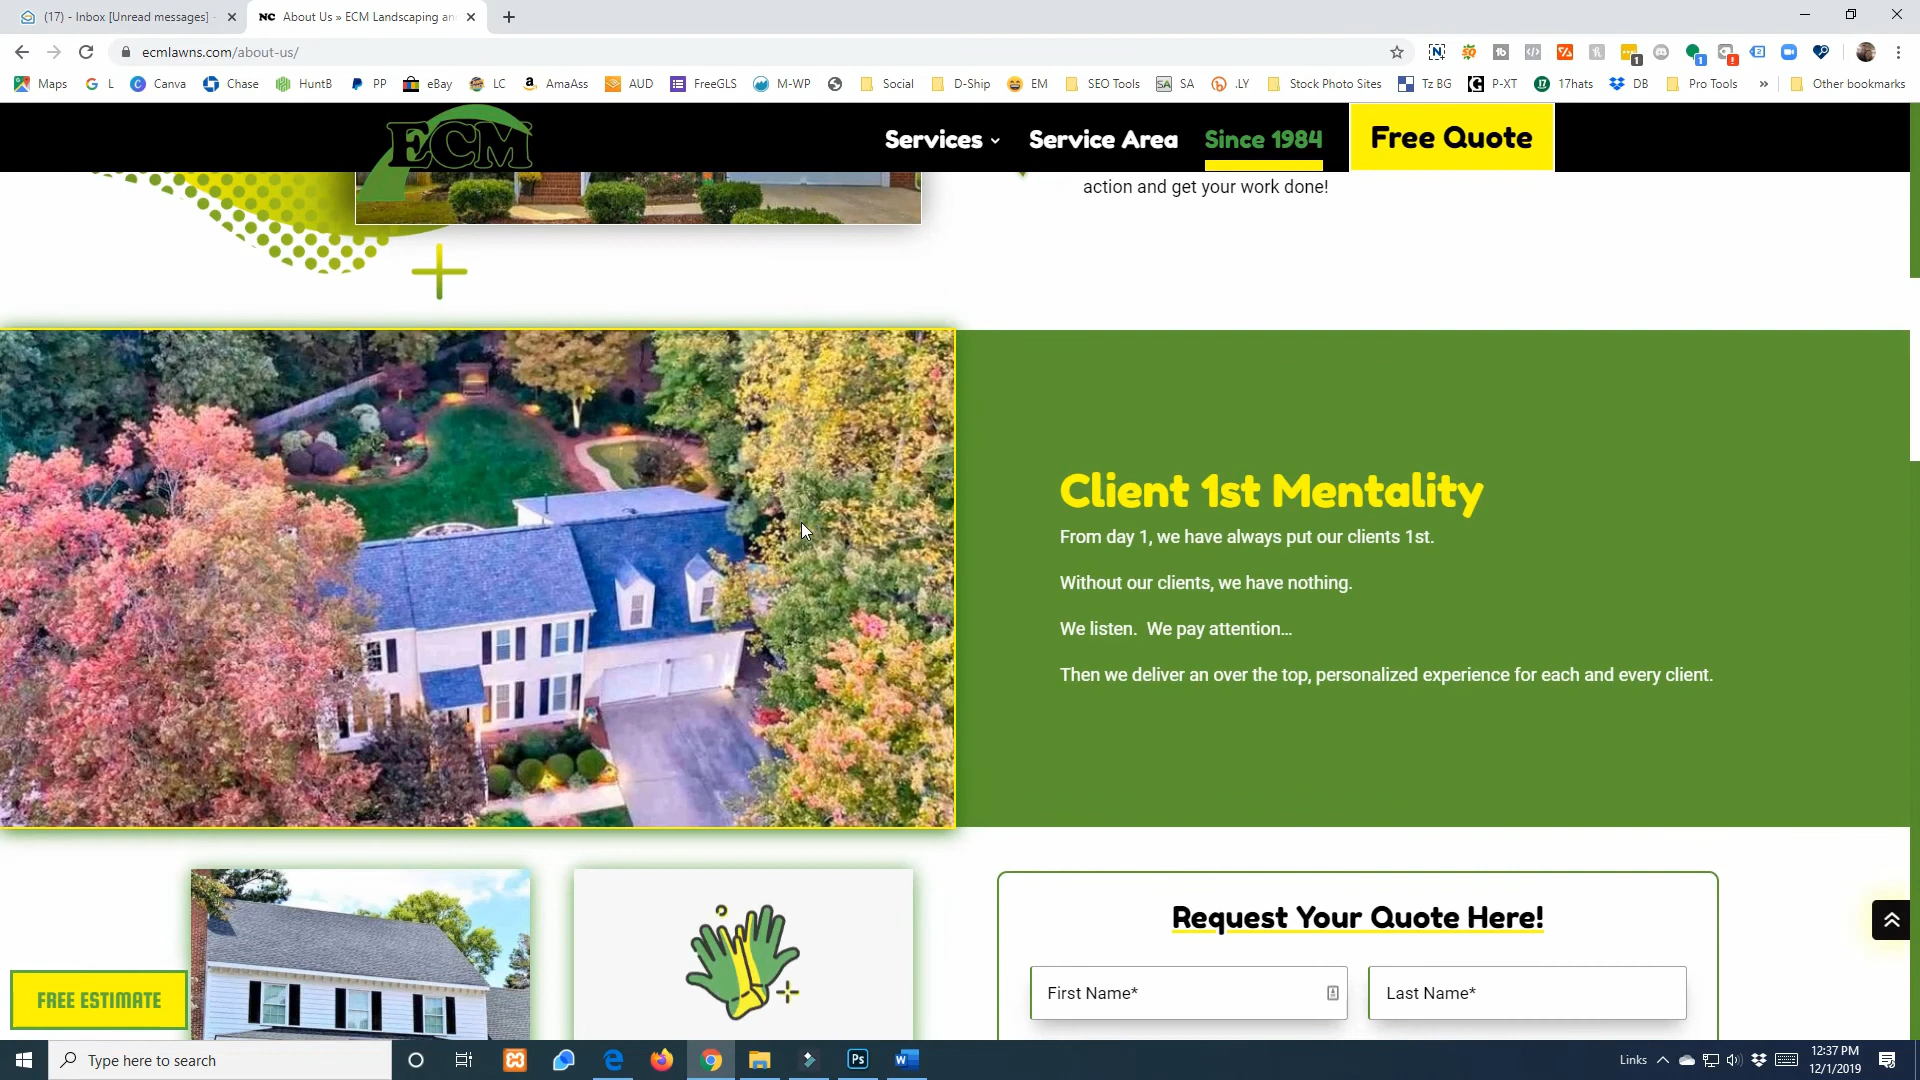 (17) - Inbox [Unread messages] -
NC About Us » ECM Landscaping and
ecmlawns.com/about-us/
Maps
L
Canva
Chase
HuntB
PP
eBay
LC
AmaAss
AUD
FreeGLS
M-WP
Social
D-Ship
EM
SEO Tools
SA SA
.LY
Stock Photo Sites
Tz BG
P-XT
17hats
DB
Pro Tools
»
Other bookmarks
ECM
Services
Service Area
Since 1984
Free Quote
action and get your work done!
Client 1st Mentality
From day 1, we have always put our clients 1st.
Without our clients, we have nothing.
We listen. We pay attention...
Then we deliver an over the top, personalized experience for each and every client.
Request Your Quote Here!
First Name*
Last Name*
FREE ESTIMATE
Type here to search
Ps
Links
12:37 PM
12/1/2019